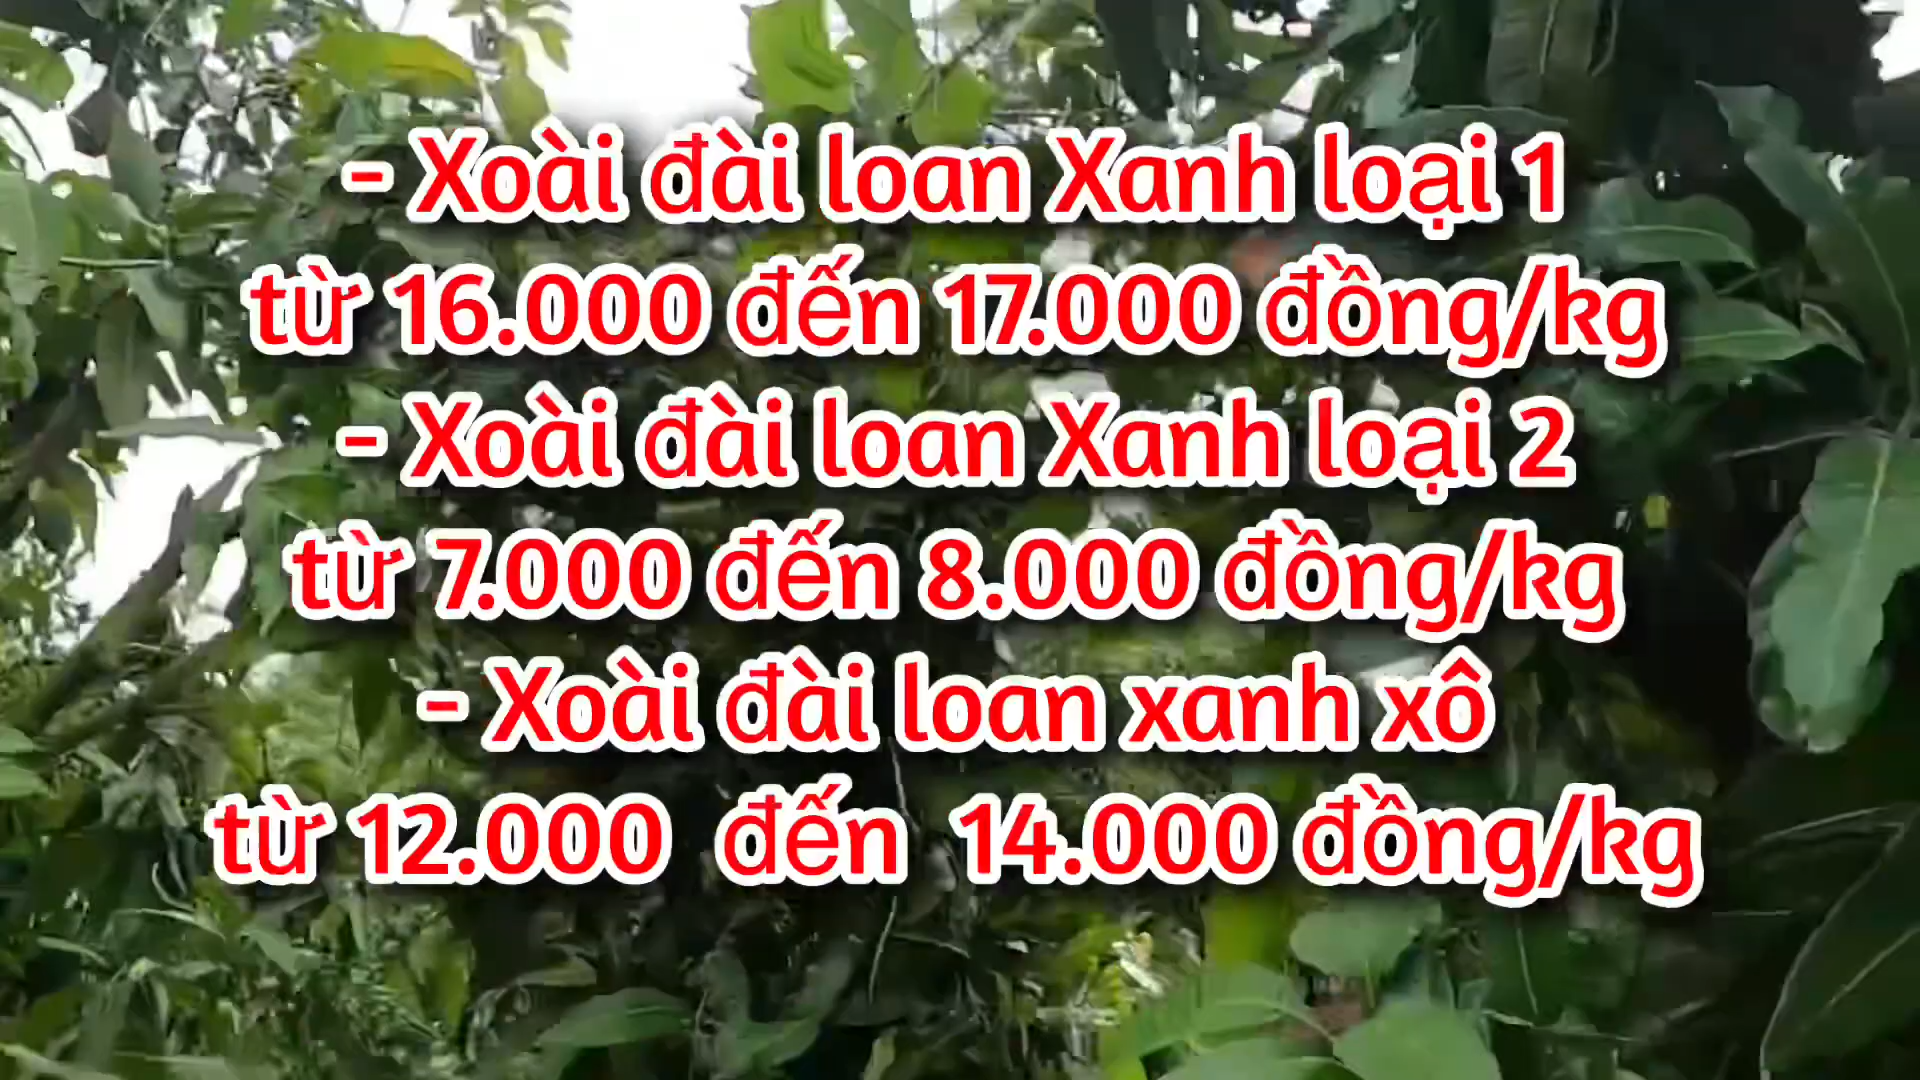 - Xoài đài loan Xanh loại 1
từ 16.000 đến 17.000 đồng/kg
- Xoài đài loan Xanh loại 2
từ 7.000 đến 8.000 đồng/kg
- Xoài đài loan xanh xô
từ 12.000 đến 14.000 đồng/kg